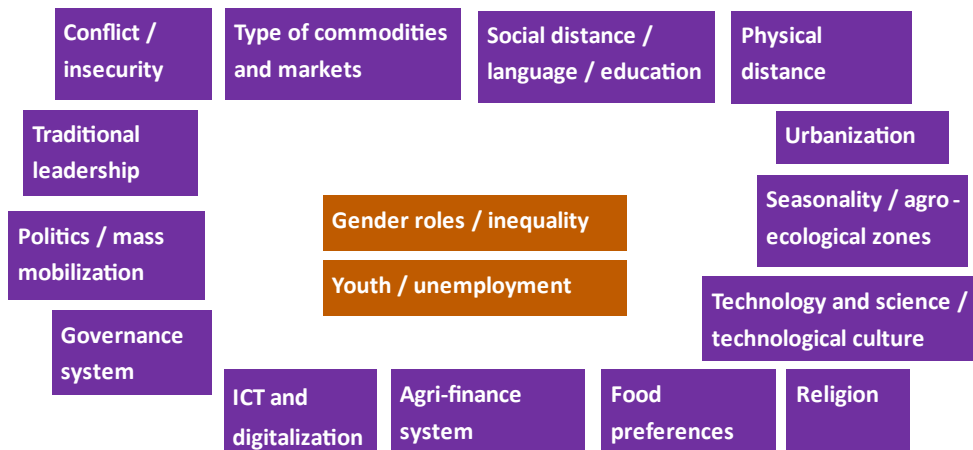 Conflict /
insecurity
Type of commodities
and markets
Social distance /
language / education
Physical
distance
Traditional
leadership
Urbanization
Gender roles / inequality
Seasonality / agro -
ecological zones
Politics / mass
mobilization
Youth / unemployment
Technology and science /
technological culture
Governance
system
ICT and
digitalization
Agri-finance
system
Food
preferences
Religion